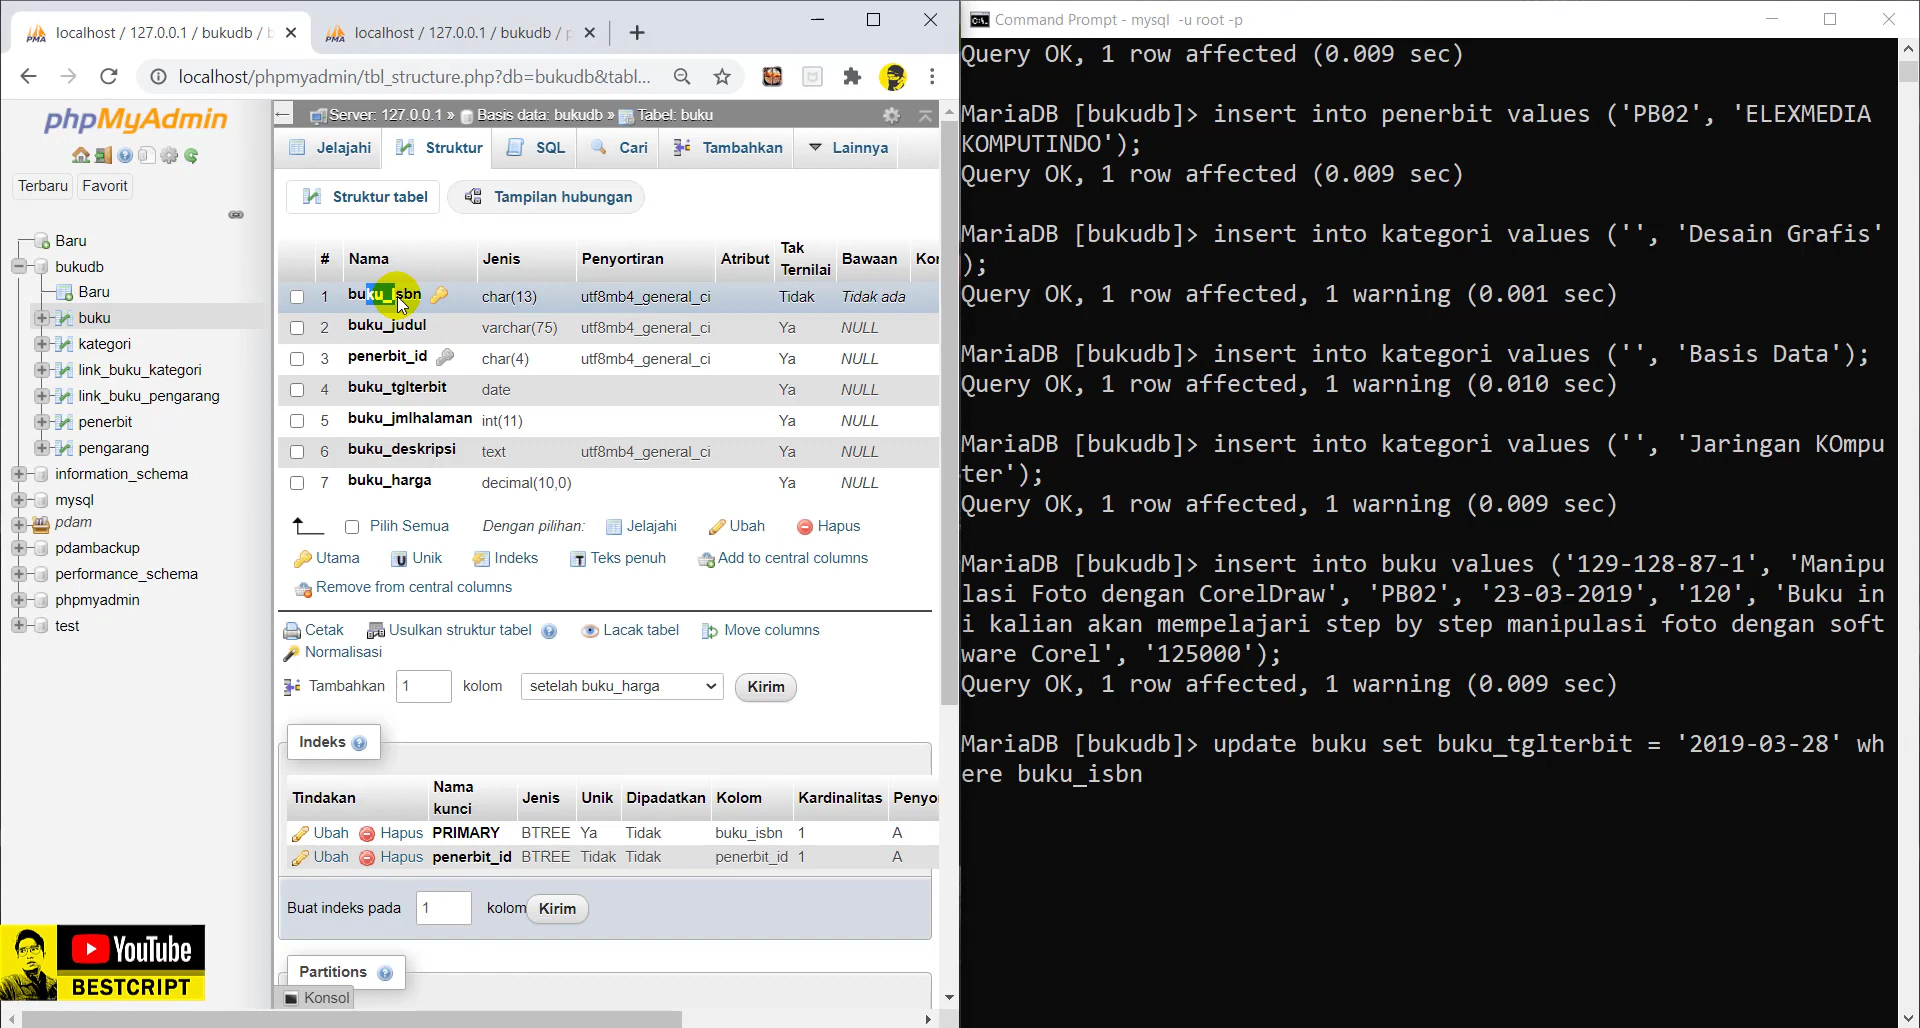 localhost / 127.0.0.1 / bukudb / b
localhost / 127.0.0.1 / bukudb / p
localhost/phpmyadmin/tbl_structure.php?db=bukudb&tabl...
phpMyAdmin
Terbaru Favorit
Baru
bukudb
Baru
buku
kategori
link_buku_kategori
link_buku_pengarang
penerbit
pengarang
information_schema
mysql
pdam
pdambackup
performance_schema
phpmyadmin
test
YouTube
BESTCRIPT
Server: 127.0.0.1 » Basis data: bukudb » Tabel: buku
Jelajahi Struktur SQL Cari Tambahkan Lainnya
Struktur tabel Tampilan hubungan
# Nama Jenis Penyortiran Atribut Tak Ternilai Bawaan Kor
1 buku_isbn char(13) utf8mb4_general_ci Tidak Tidak ada
2 buku_judul varchar(75) utf8mb4_general_ci Ya NULL
3 penerbit_id char(4) utf8mb4_general_ci Ya NULL
4 buku_tglterbit date Ya NULL
5 buku_jmlhalaman int(11) Ya NULL
6 buku_deskripsi text utf8mb4_general_ci Ya NULL
7 buku_harga decimal(10,0) Ya NULL
Pilih Semua Dengan pilihan: Jelajahi Ubah Hapus
Utama Unik Indeks Teks penuh Add to central columns
Remove from central columns
Cetak Usulkan struktur tabel Lacak tabel Move columns
Normalisasi
Tambahkan 1 kolom setelah buku_harga Kirim
Indeks
Tindakan Nama kunci Jenis Unik Dipadatkan Kolom Kardinalitas Penyor
Ubah Hapus PRIMARY BTREE Ya Tidak buku_isbn 1 A
Ubah Hapus penerbit_id BTREE Tidak Tidak penerbit_id 1 A
Buat indeks pada 1 kolom Kirim
Partitions
Konsol
Command Prompt - mysql -u root -p
Query OK, 1 row affected (0.009 sec)
MariaDB [bukudb]> insert into penerbit values ('PB02', 'ELEXMEDIA
KOMPUTINDO');
Query OK, 1 row affected (0.009 sec)
MariaDB [bukudb]> insert into kategori values ('', 'Desain Grafis'
);
Query OK, 1 row affected, 1 warning (0.001 sec)
MariaDB [bukudb]> insert into kategori values ('', 'Basis Data');
Query OK, 1 row affected, 1 warning (0.010 sec)
MariaDB [bukudb]> insert into kategori values ('', 'Jaringan KOmpu
ter');
Query OK, 1 row affected, 1 warning (0.009 sec)
MariaDB [bukudb]> insert into buku values ('129-128-87-1', 'Manipu
lasi Foto dengan CorelDraw', 'PB02', '23-03-2019', '120', 'Buku in
i kalian akan mempelajari step by step manipulasi foto dengan soft
ware Corel', '125000');
Query OK, 1 row affected, 1 warning (0.009 sec)
MariaDB [bukudb]> update buku set buku_tglterbit = '2019-03-28' wh
ere buku_isbn